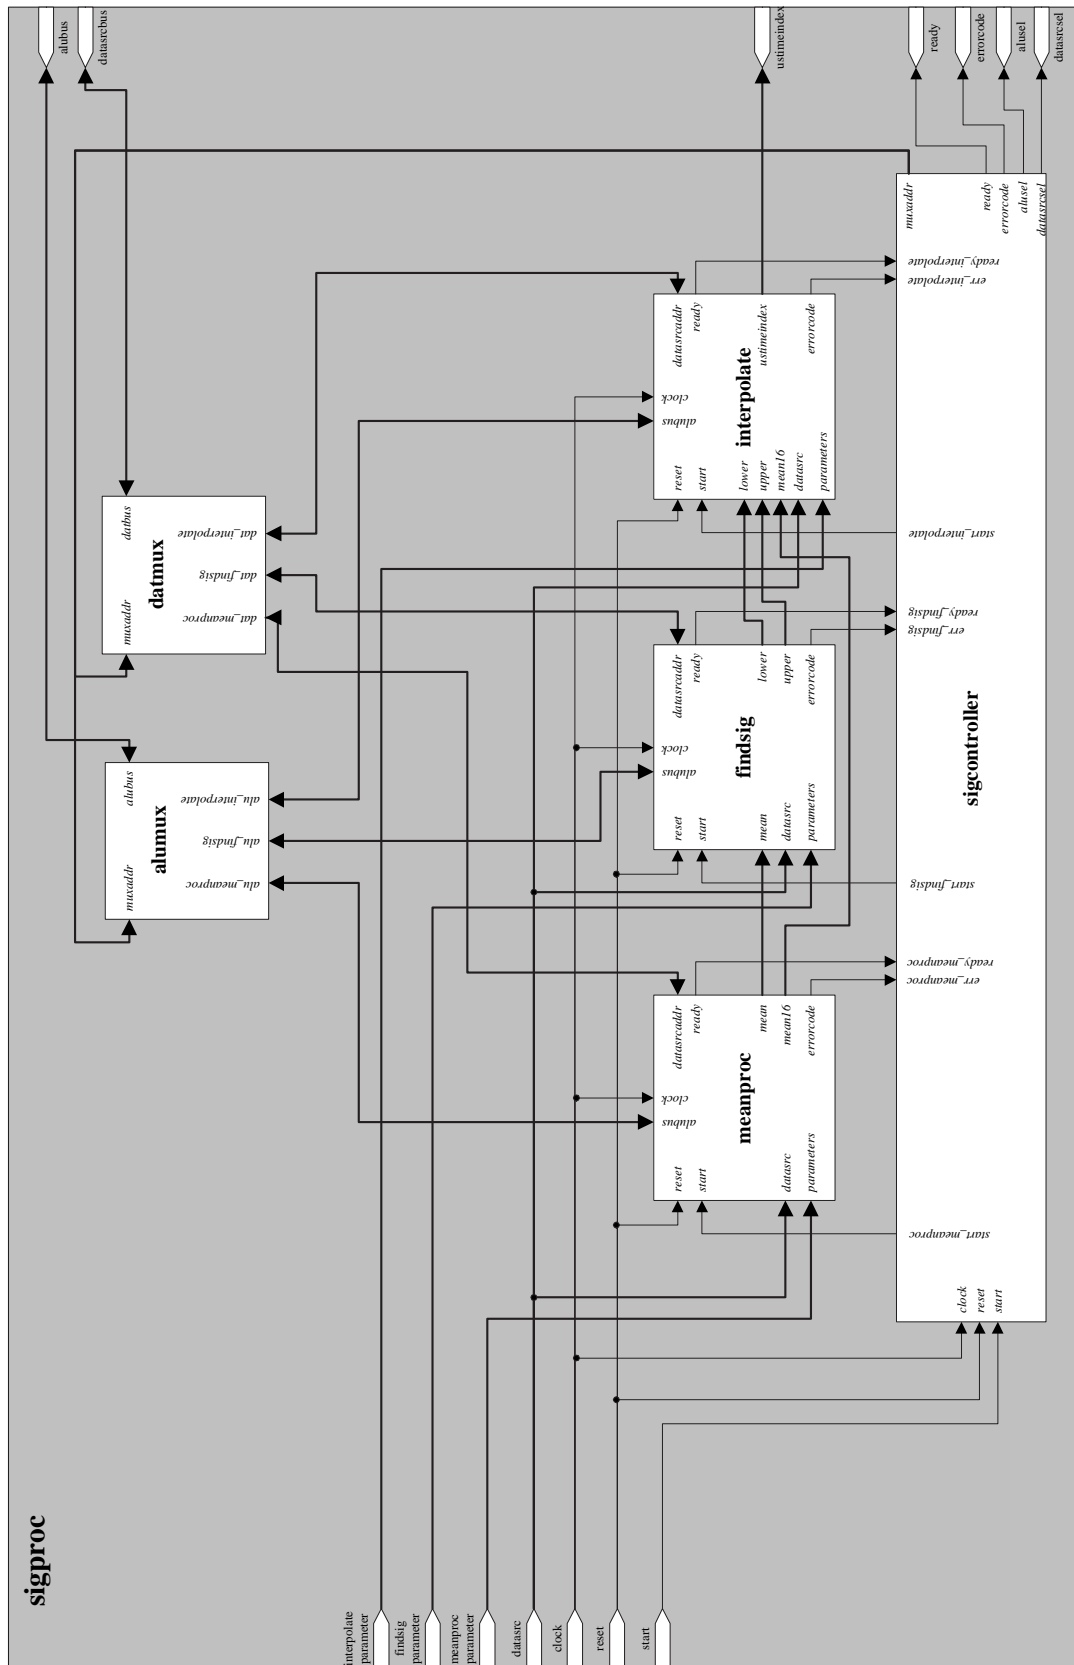 sigproc
interpolate
parameter
findsig
parameter
meanproc
parameter
datasrc
clock
reset
start
alumux
muxaddr
alubus
alu_meanproc
alu_findsig
alu_interpolate
datmux
muxaddr
datbus
dat_meanproc
dat_findsig
dat_interpolate
meanproc
alubus
clock
reset
start
datasrc
parameters
datasrcaddr
ready
mean
mean16
errorcode
findsig
alubus
clock
reset
start
mean
datasrc
parameters
datasrcaddr
ready
lower
upper
errorcode
interpolate
alubus
clock
reset
start
lower
upper
mean16
datasrc
parameters
datasrcaddr
ready
ustimeindex
errorcode
sigcontroller
clock
reset
start
start_meanproc
err_meanproc
ready_meanproc
start_findsig
err_findsig
ready_findsig
start_interpolate
err_interpolate
ready_interpolate
muxaddr
ready
errorcode
alusel
datasrcsel
alubus
datasrcbus
ustimeindex
ready
errorcode
alusel
datasrcsel